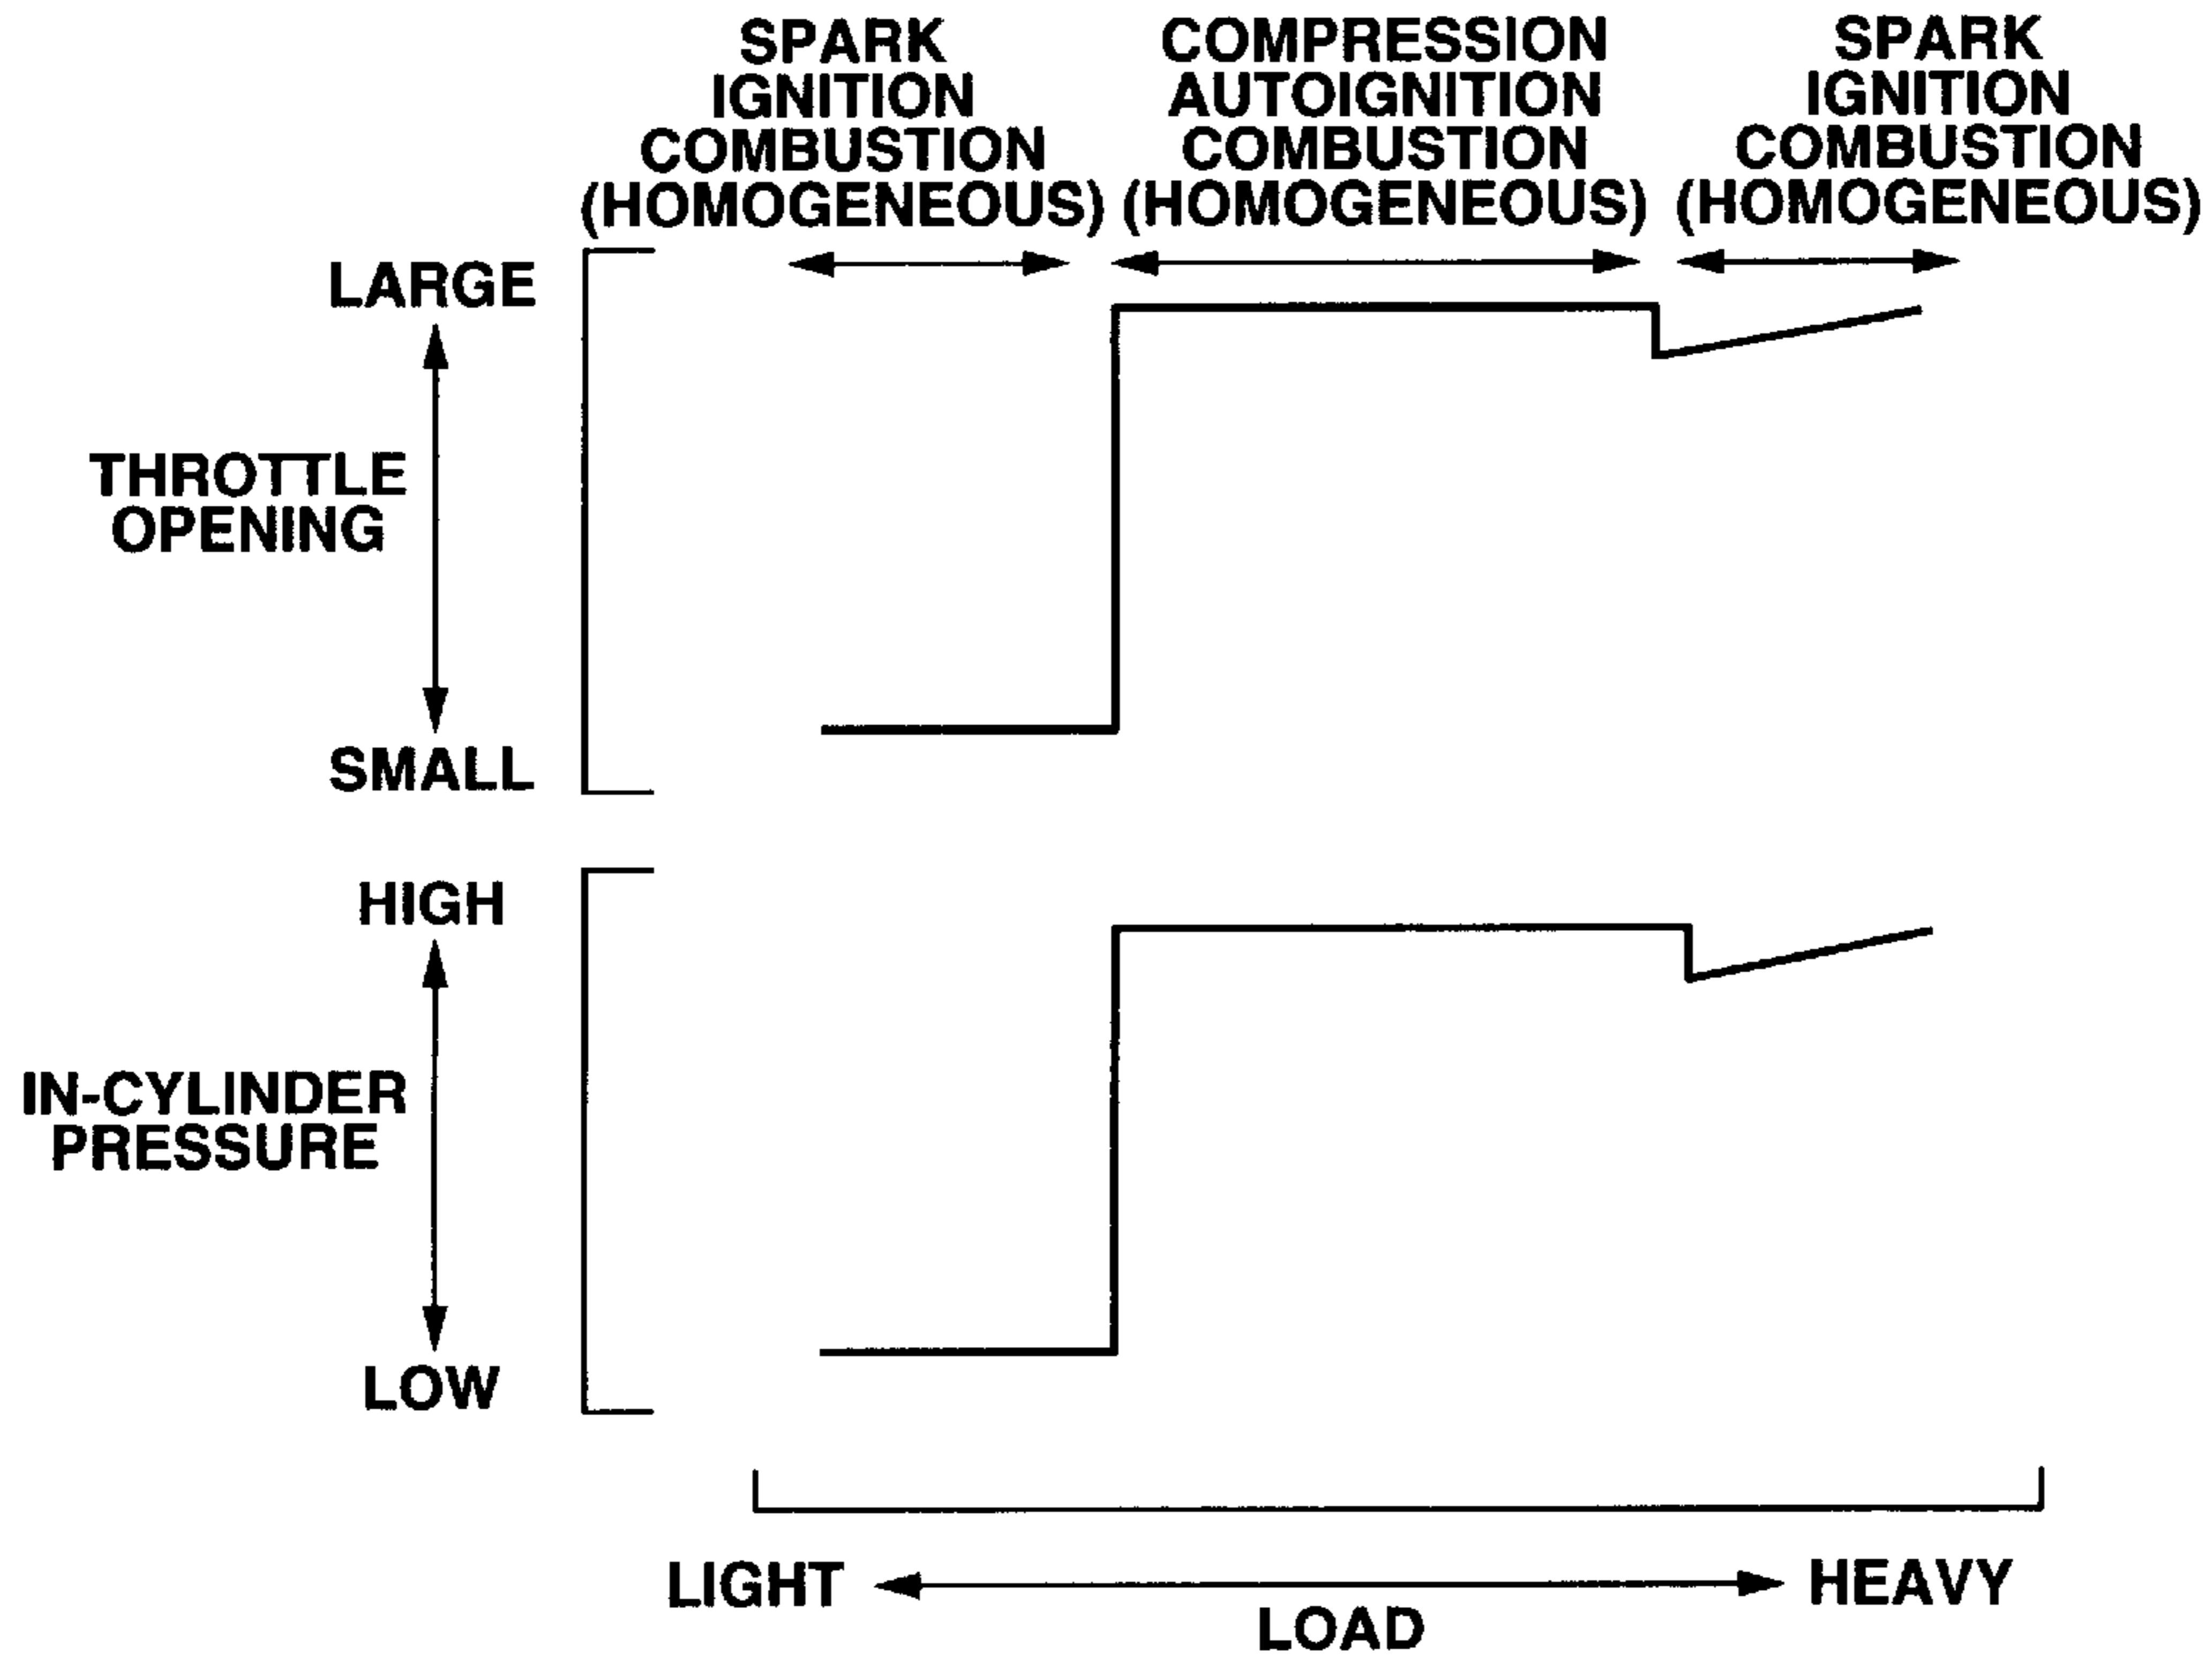 SPARK
IGNITION
COMBUSTION
(HOMOGENEOUS)
COMPRESSION
AUTOIGNITION
COMBUSTION
(HOMOGENEOUS)
SPARK
IGNITION
COMBUSTION
(HOMOGENEOUS)
LARGE
THROTTLE
OPENING
SMALL
HIGH
IN-CYLINDER
PRESSURE
LOW
LIGHT
HEAVY
LOAD